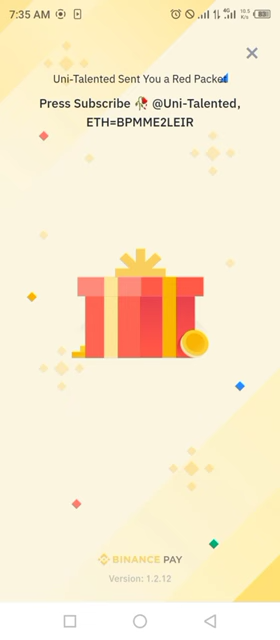 7:35 AM
Uni-Talented Sent You a Red Packet
Press Subscribe 🥀 @Uni-Talented,
ETH=BPMME2LEIR
BINANCE PAY
Version: 1.2.12